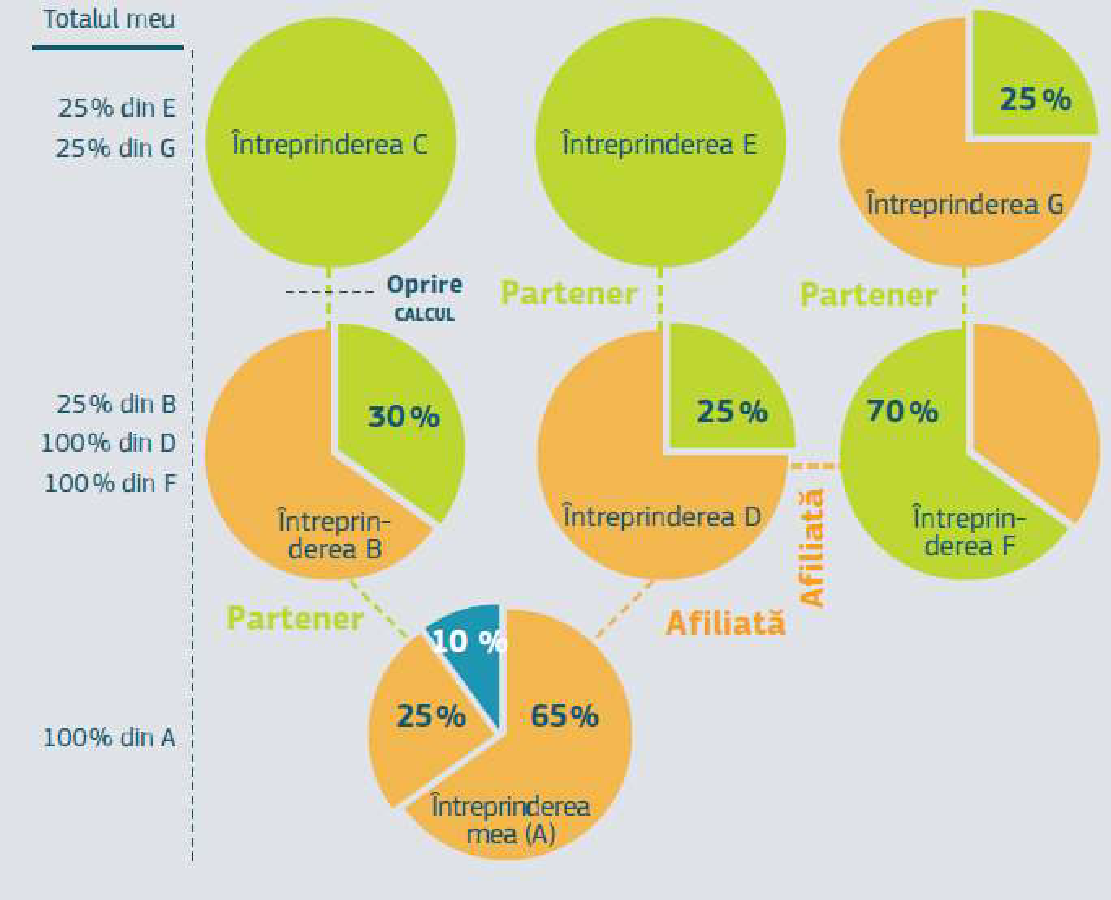 Totalul meu
25% din E
25% din G
Întreprinderea C
Întreprinderea E
25%
Întreprinderea G
Oprire
CALCUL
Partener
Partener
25% din B
100% din D
100% din F
30%
Întreprin-
derea B
25%
Întreprinderea D
70%
Întreprin-
derea F
Afiliată
Partener
Afiliată
100% din A
10 %
25%
65%
Întreprinderea
mea (A)